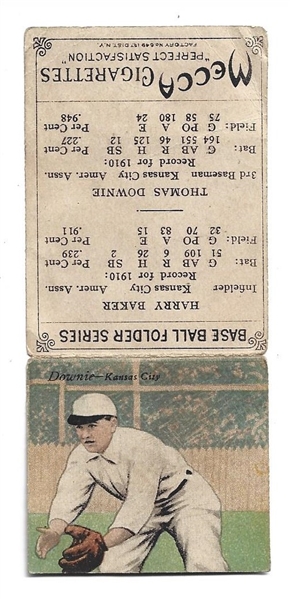 BASE BALL FOLDER SERIES
HARRY BAKER
Infielder Kansas City Amer. Assn.
Record for 1910:
Bat: G AB R H SB Per Cent
51 109 6 26 2 .239
Field: G PO A E Per Cent
32 70 83 15 .911
THOMAS DOWNIE
3rd Baseman Kansas City Amer. Assn.
Record for 1910:
Bat: G AB R H SB Per Cent
164 551 46 125 12 .227
Field: G PO A E Per Cent
75 58 180 24 .948
MECCA CIGARETTES
"PERFECT SATISFACTION"
FACTORY No 649 1ST DIST. N.Y.
Downie—Kansas City